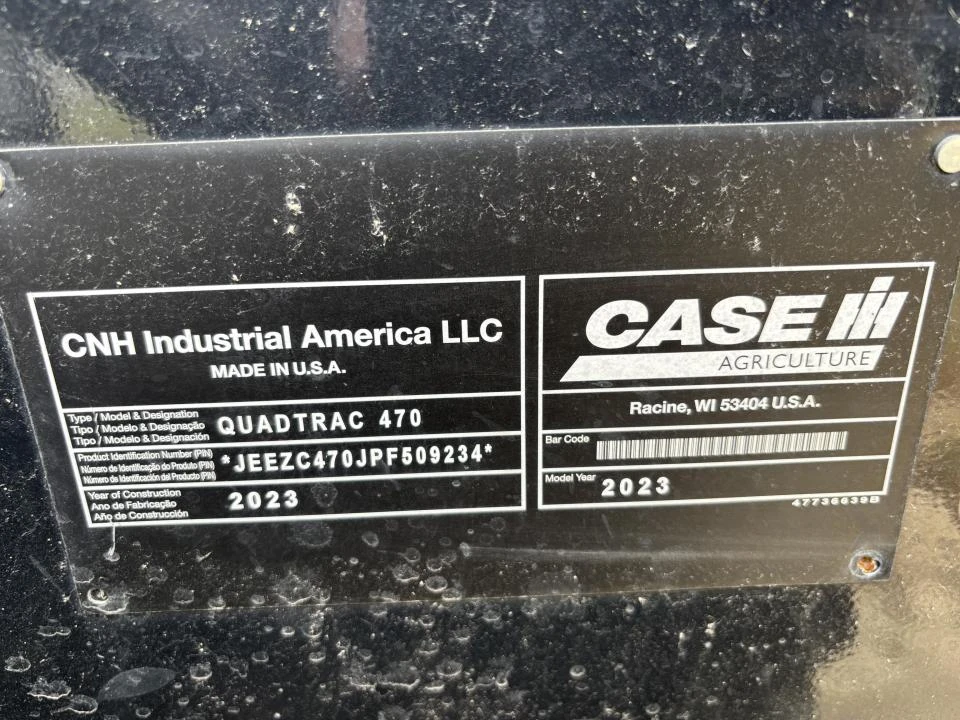 CNH Industrial America LLC
MADE IN U.S.A.
Type / Model & Designation
Tipo / Modelo & Designação
Tipo / Modelo & Designación
QUADTRAC 470
Product Identification Number (PIN)
Número de Identificação do Produto (PIN)
Número de Identificación del Producto (PIN)
*JEEZC470JPF509234*
Year of Construction
Ano de Fabricação
Año de Construcción
2023
CASE IH
AGRICULTURE
Racine, WI 53404 U.S.A.
Bar Code
Model Year
2023
47736639B